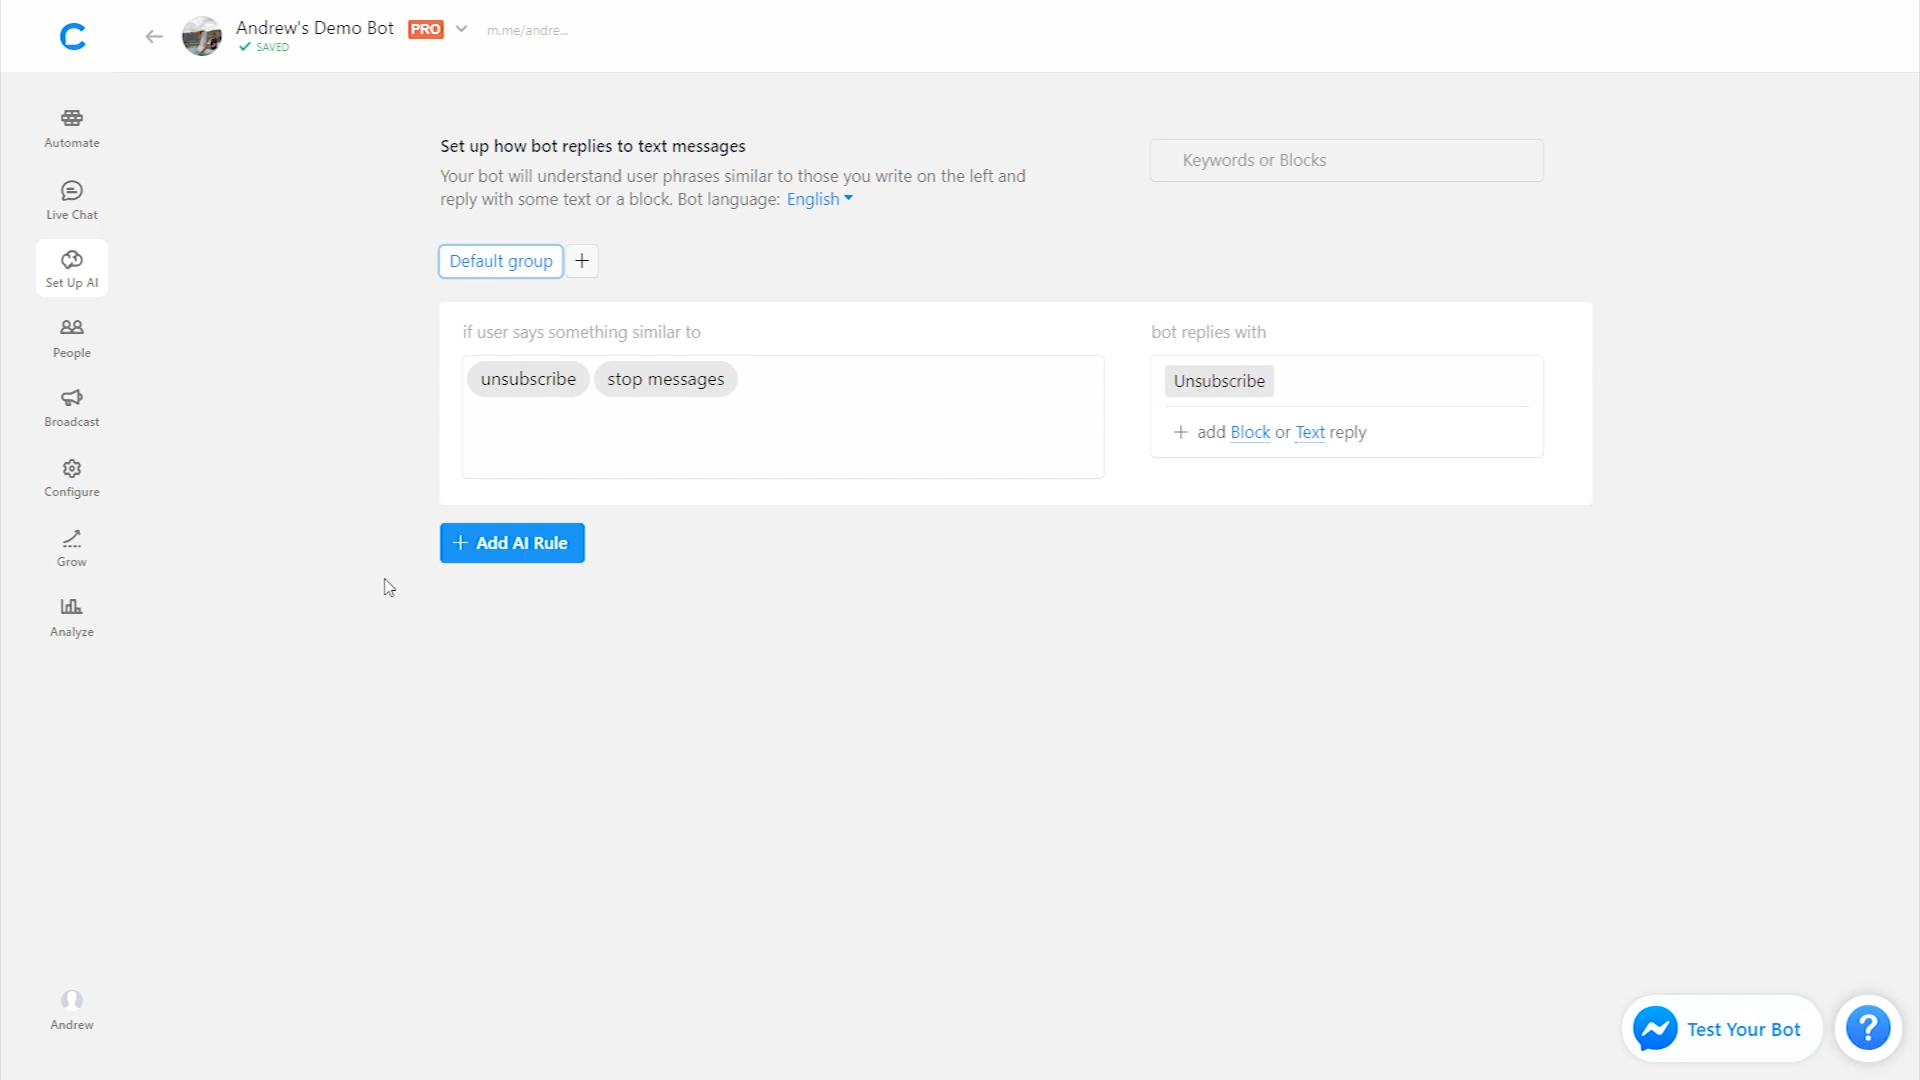 Andrew's Demo Bot PRO m.me/andre...
SAVED
Automate
Live Chat
Set Up AI
People
Broadcast
Configure
Grow
Analyze
Andrew
Set up how bot replies to text messages
Your bot will understand user phrases similar to those you write on the left and
reply with some text or a block. Bot language: English
Keywords or Blocks
Default group +
if user says something similar to
unsubscribe stop messages
bot replies with
Unsubscribe
+ add Block or Text reply
+ Add AI Rule
Test Your Bot ?